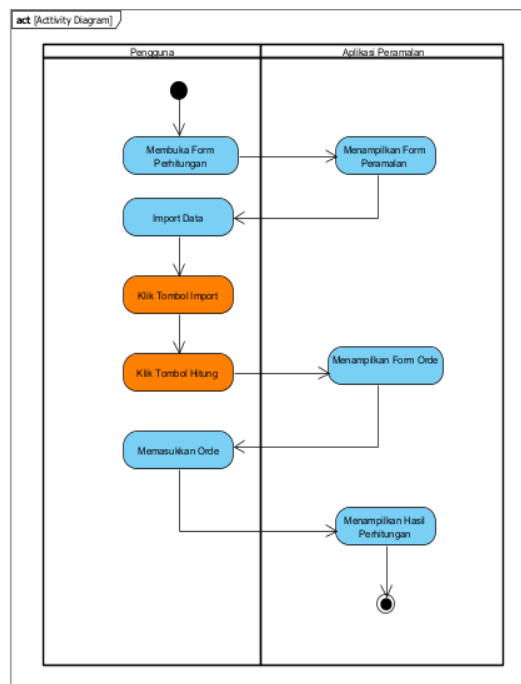 act [Acttivity Diagram]
Pengguna
Aplikasi Peramalan
Membuka Form
Perhitungan
Menampilkan Form
Peramalan
Import Data
Klik Tombol Import
Klik Tombol Hitung
Menampilkan Form Orde
Memasukkan Orde
Menampilkan Hasil
Perhitungan